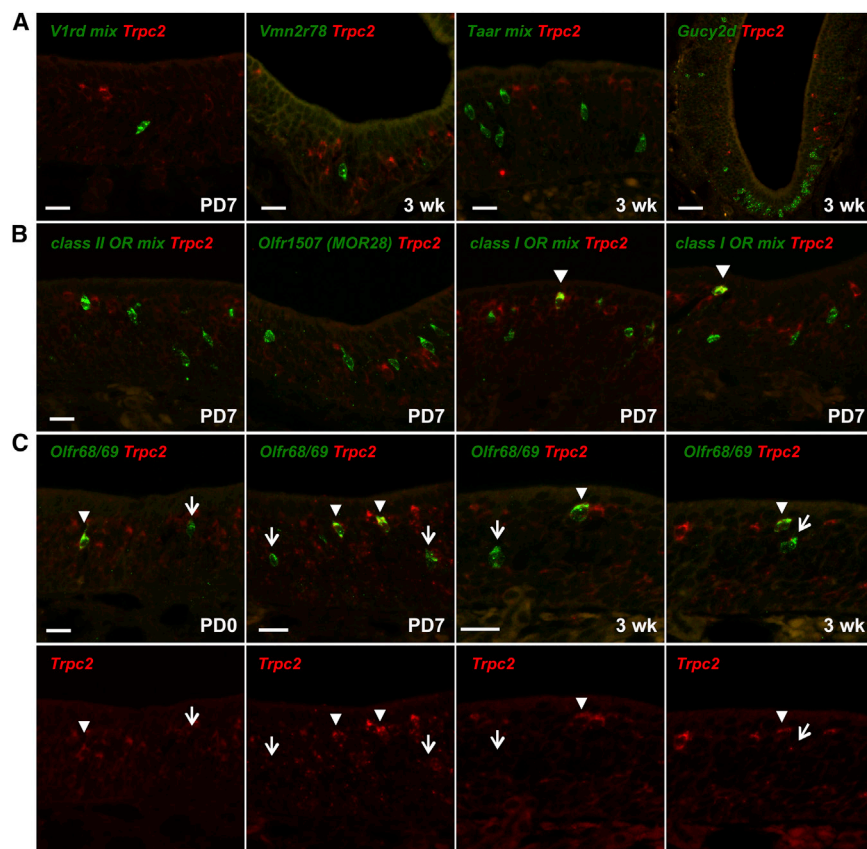 A
V1rd mix Trpc2
Vmn2r78 Trpc2
Taar mix Trpc2
Gucy2d Trpc2
PD7
3 wk
3 wk
3 wk
B
class II OR mix Trpc2
Olfr1507 (MOR28) Trpc2
class I OR mix Trpc2
class I OR mix Trpc2
PD7
PD7
PD7
PD7
C
Olfr68/69 Trpc2
Olfr68/69 Trpc2
Olfr68/69 Trpc2
Olfr68/69 Trpc2
PD0
PD7
3 wk
3 wk
Trpc2
Trpc2
Trpc2
Trpc2